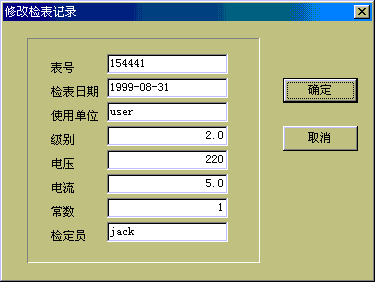 修改检表记录
表号 154441
检表日期 1999-08-31
使用单位 user
级别 2.0
电压 220
电流 5.0
常数 1
检定员 jack
确定
取消